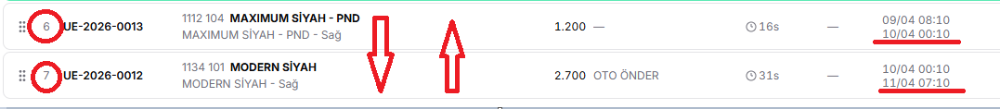 6 UE-2026-0013 1112 104 MAXIMUM SİYAH - PND 1.200 — 16s — 09/04 08:10
MAXIMUM SİYAH - PND - Sağ 10/04 00:10
7 UE-2026-0012 1134 101 MODERN SİYAH 2.700 OTO ÖNDER 31s — 10/04 00:10
MODERN SİYAH - Sağ 11/04 07:10